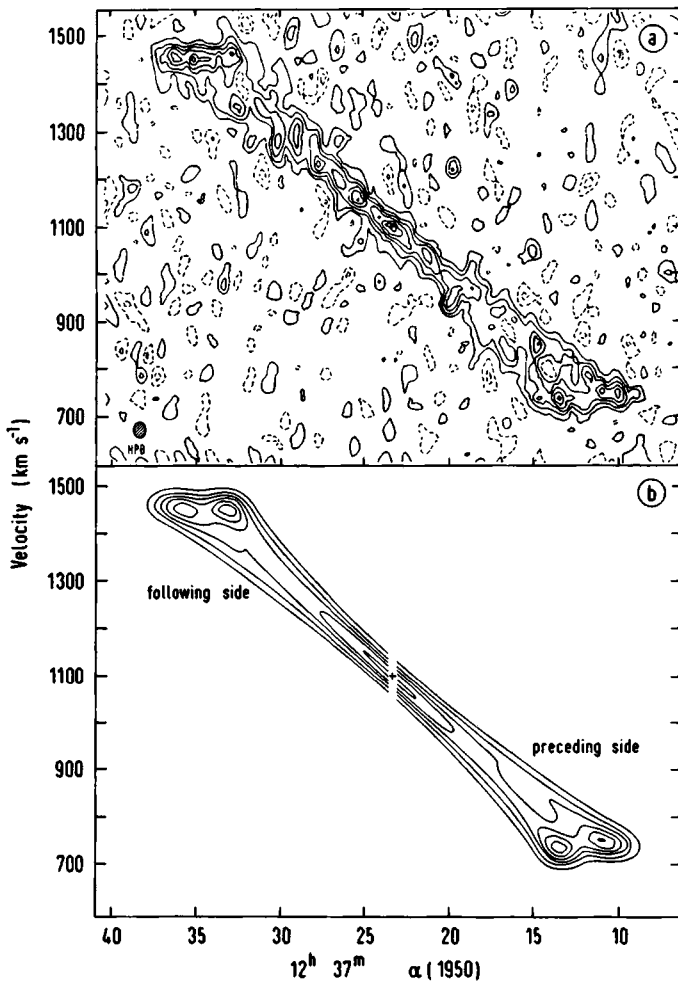 1500
a
1300
1100
900
700
HPB
Velocity (km s⁻¹)
b
1500
1300
following side
1100
+
preceding side
900
700
40 35 30 25 20 15 10
12ʰ 37ᵐ α (1950)